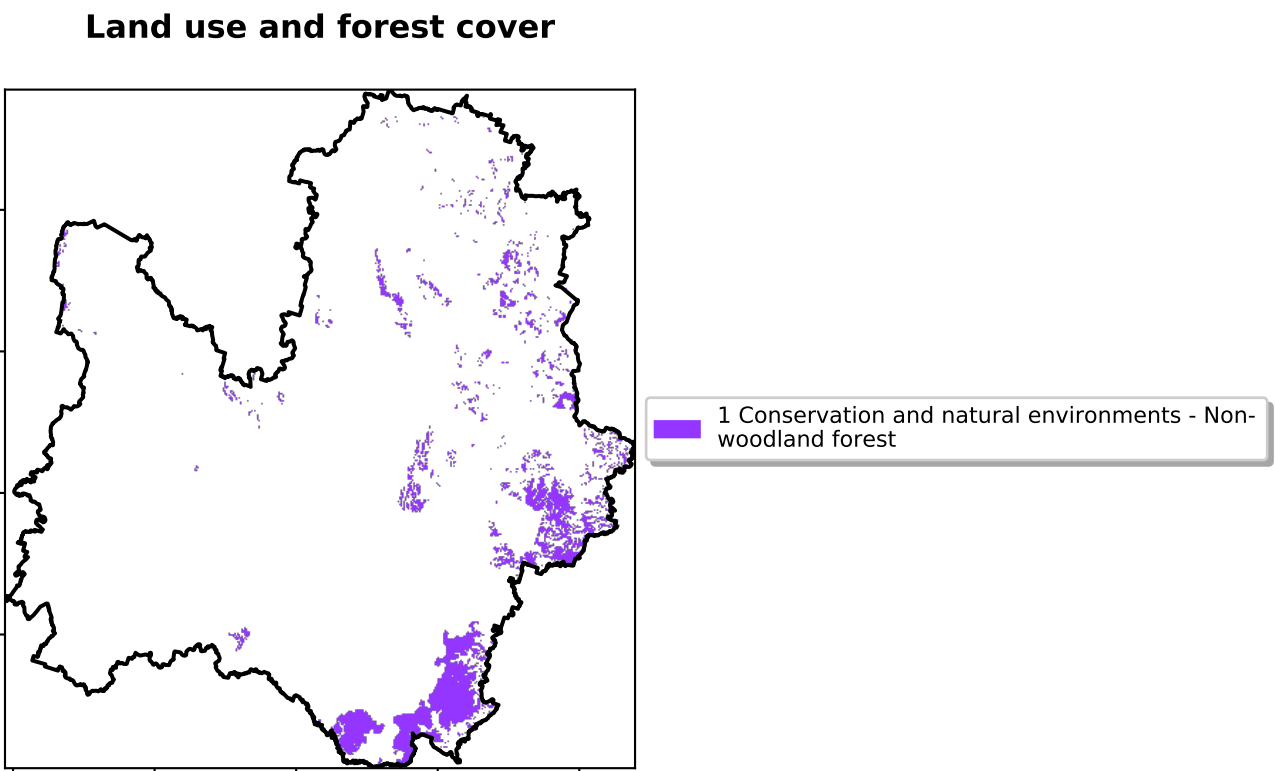 Land use and forest cover
1 Conservation and natural environments - Non-
woodland forest